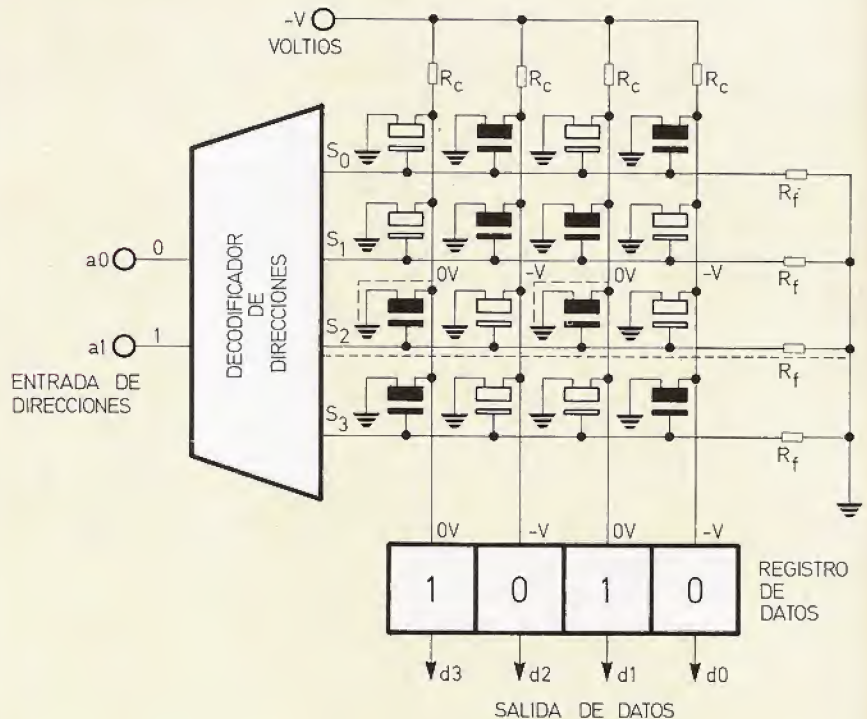 -V
VOLTIOS
Rc Rc Rc Rc
S0
Rf
a0 0
S1
Rf
0V -V 0V -V
DECODIFICADOR
DE
DIRECCIONES
a1 1
S2
Rf
ENTRADA DE
DIRECCIONES
S3
Rf
0V -V 0V -V
1 0 1 0
REGISTRO
DE
DATOS
d3 d2 d1 d0
SALIDA DE DATOS